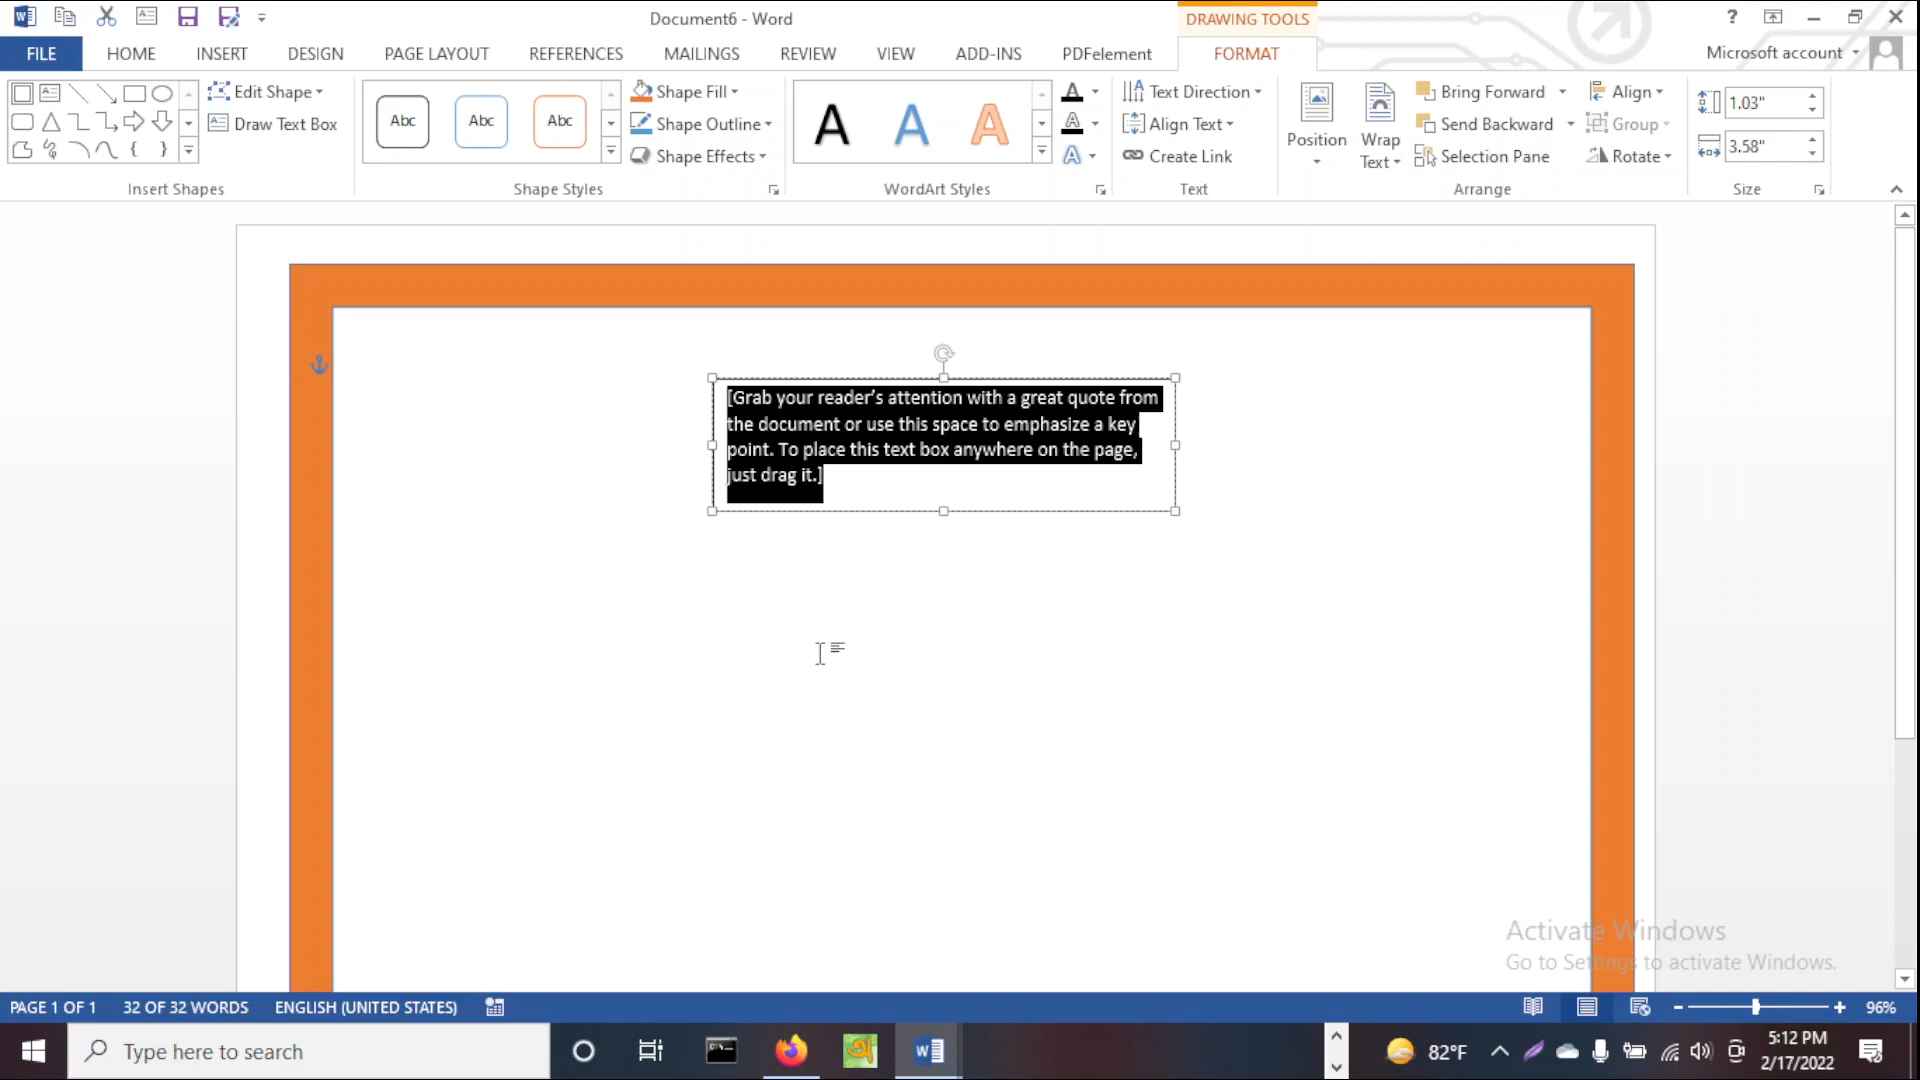 Document6 - Word
DRAWING TOOLS
?
FILE
HOME
INSERT
DESIGN
PAGE LAYOUT
REFERENCES
MAILINGS
REVIEW
VIEW
ADD-INS
PDFelement
FORMAT
Microsoft account
Edit Shape
Draw Text Box
Insert Shapes
Abc
Abc
Abc
Shape Fill
Shape Outline
Shape Effects
Shape Styles
A
A
A
WordArt Styles
Text Direction
Align Text
Create Link
Text
Position
Wrap
Text
Bring Forward
Send Backward
Selection Pane
Align
Group
Rotate
Arrange
1.03"
3.58"
Size
[Grab your reader's attention with a great quote from
the document or use this space to emphasize a key
point. To place this text box anywhere on the page,
just drag it.]
Activate Windows
Go to Settings to activate Windows.
PAGE 1 OF 1
32 OF 32 WORDS
ENGLISH (UNITED STATES)
96%
Type here to search
82°F
5:12 PM
2/17/2022